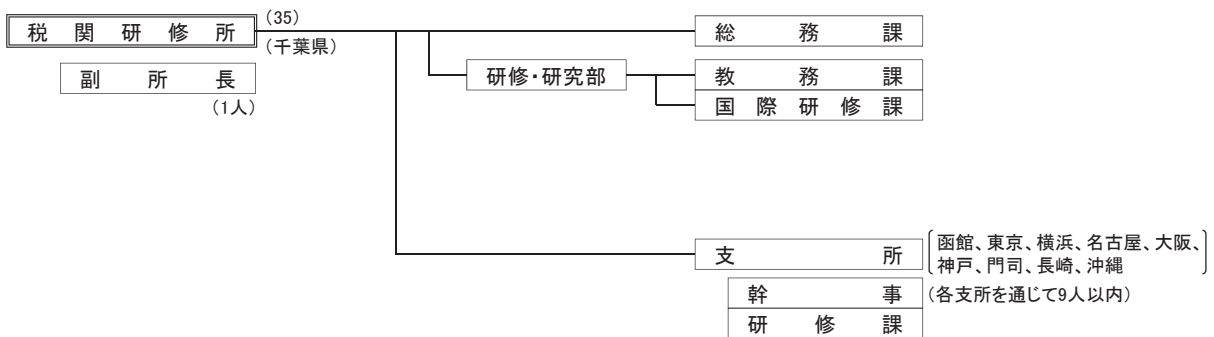 税関研修所
(35)
(千葉県)
副所長
(1人)
総務課
研修・研究部
教務課
国際研修課
支所
函館、東京、横浜、名古屋、大阪、
神戸、門司、長崎、沖縄
幹事
(各支所を通じて9人以内)
研修課